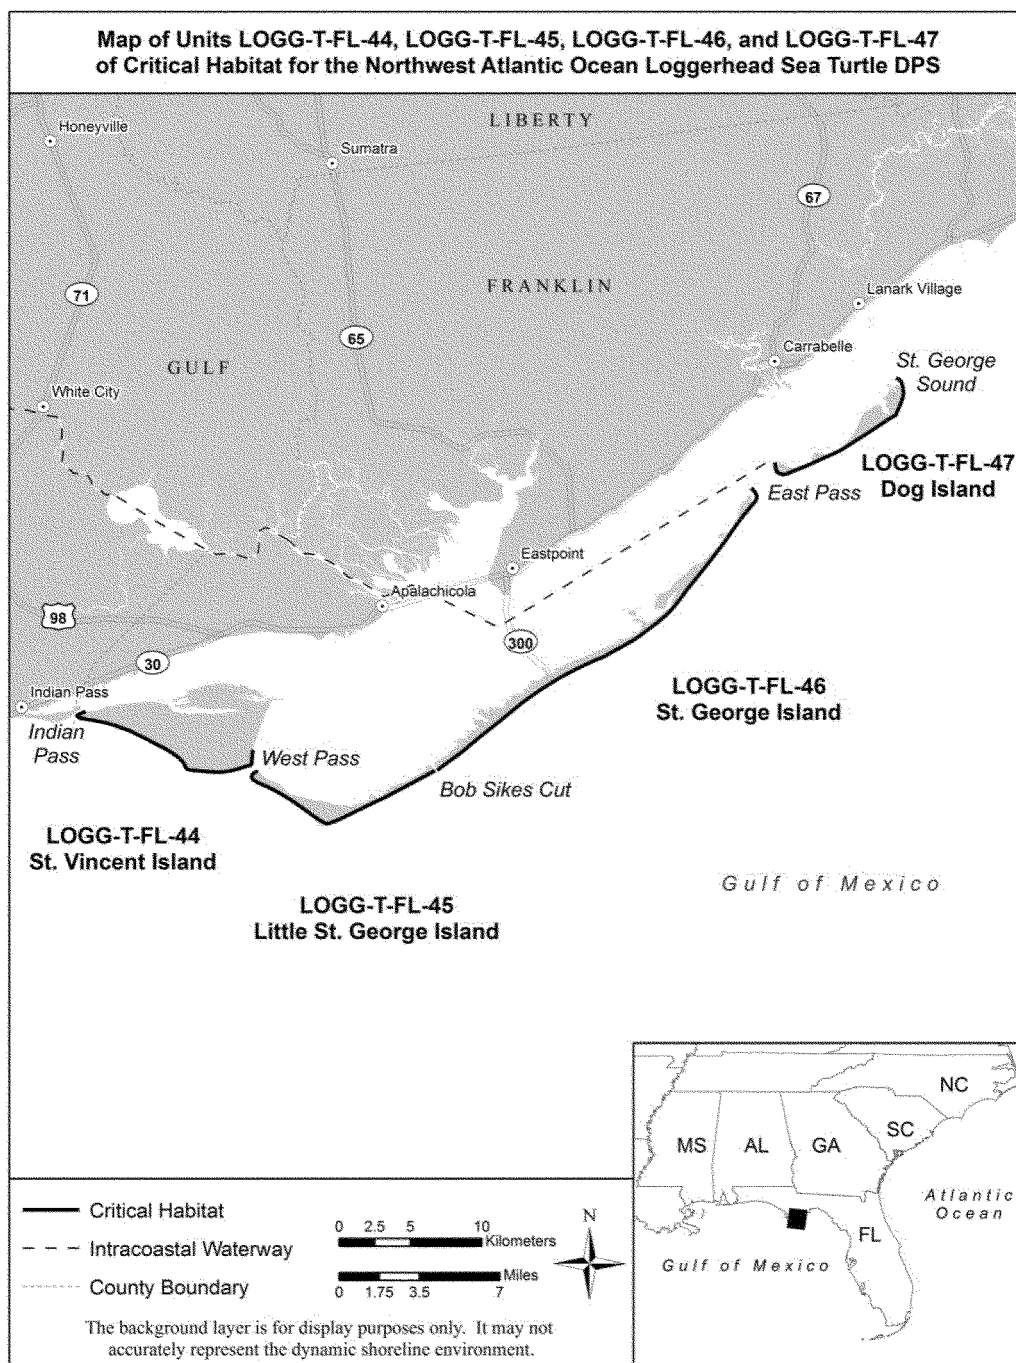 Map of Units LOGG-T-FL-44, LOGG-T-FL-45, LOGG-T-FL-46, and LOGG-T-FL-47
of Critical Habitat for the Northwest Atlantic Ocean Loggerhead Sea Turtle DPS
LIBERTY
Honeyville
Sumatra
67
FRANKLIN
Lanark Village
71
65
Carrabelle
GULF
St. George
Sound
White City
LOGG-T-FL-47
Dog Island
East Pass
Eastpoint
Apalachicola
98
300
30
Indian Pass
LOGG-T-FL-46
St. George Island
Indian
Pass
West Pass
Bob Sikes Cut
LOGG-T-FL-44
St. Vincent Island
Gulf of Mexico
LOGG-T-FL-45
Little St. George Island
NC
SC
MS
AL
GA
Atlantic
Ocean
FL
Gulf of Mexico
Critical Habitat
Intracoastal Waterway
County Boundary
0 2.5 5 10
Kilometers
Miles
0 1.75 3.5 7
N
The background layer is for display purposes only. It may not
accurately represent the dynamic shoreline environment.